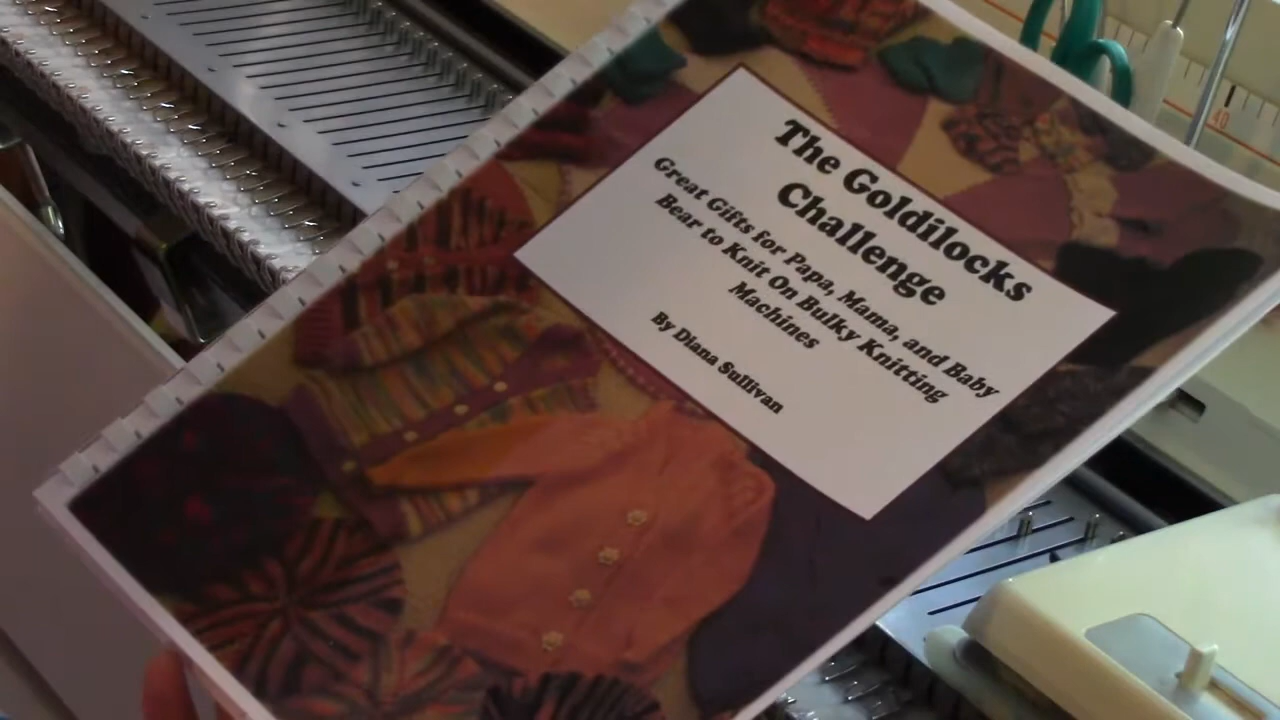 The Goldilocks
Challenge
Great Gifts for Papa, Mama, and Baby
Bear to Knit On Bulky Knitting
Machines
By Diana Sullivan
40